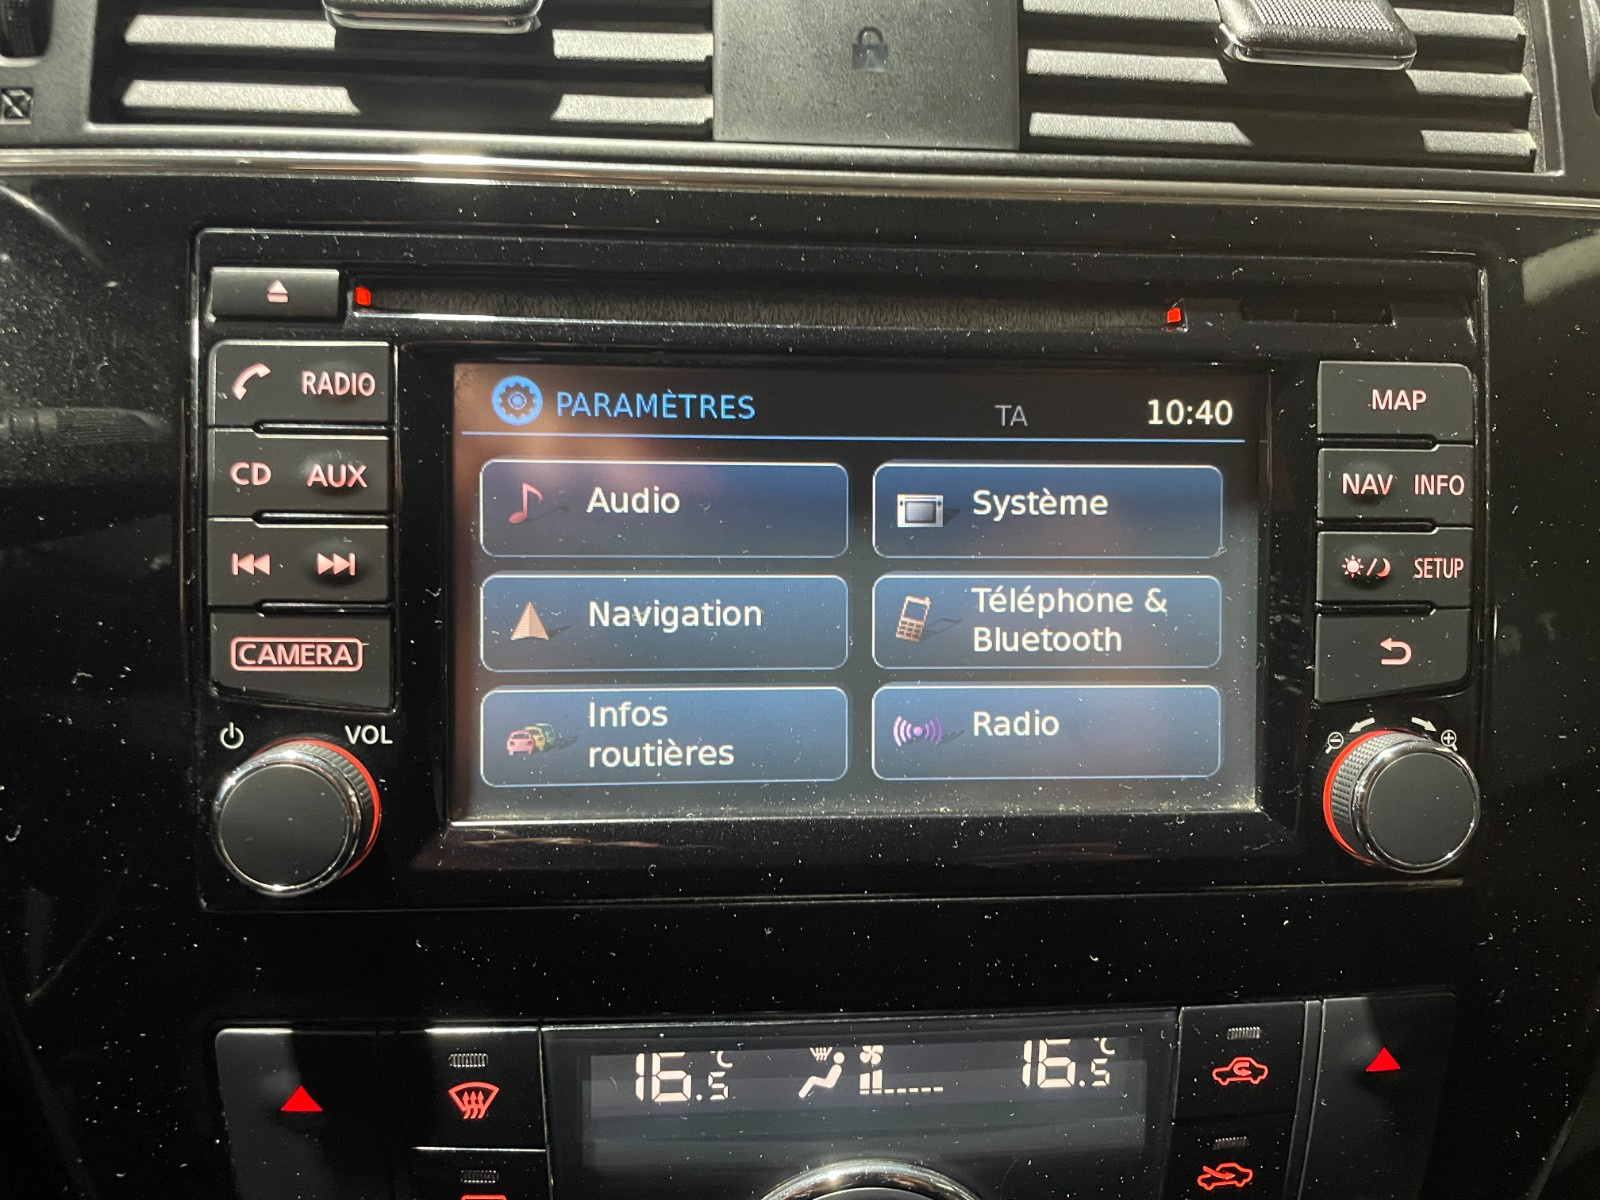 RADIO
CD AUX
CAMERA
VOL
PARAMÈTRES TA 10:40
Audio
Système
Navigation
Téléphone &
Bluetooth
Infos
routières
Radio
MAP
NAV INFO
SETUP
16.5°C 16.5°C